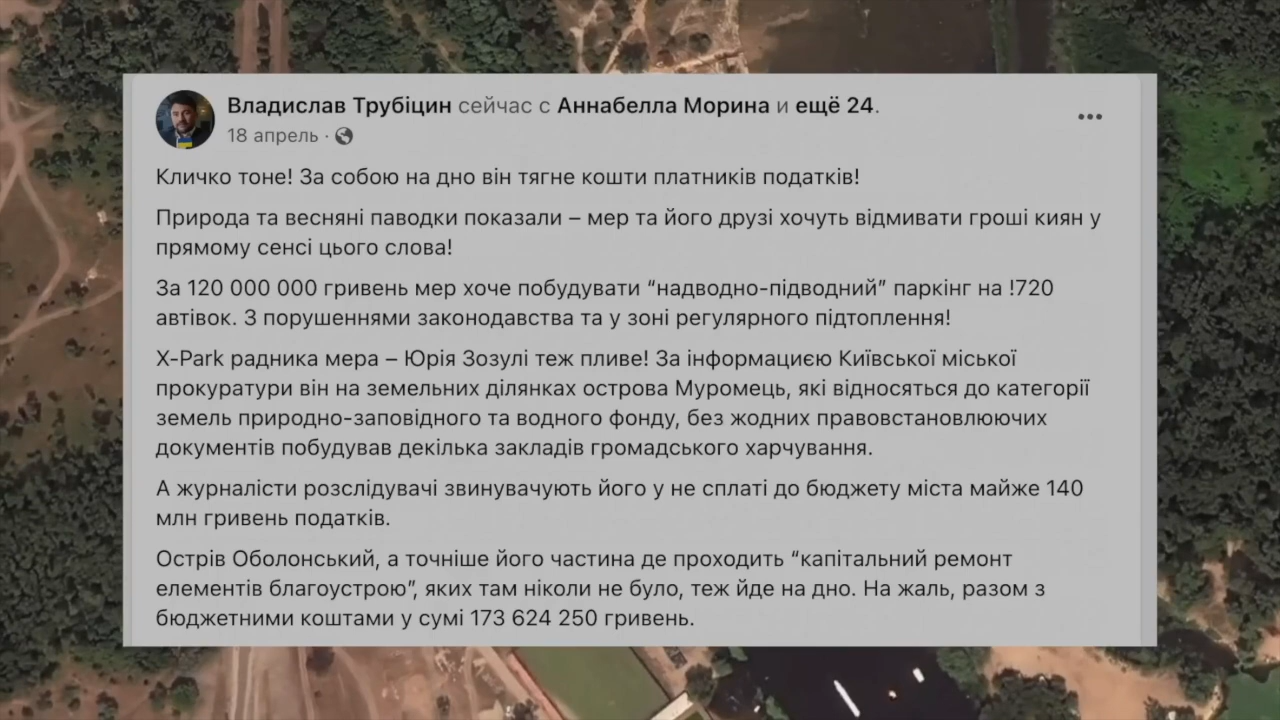 Владислав Трубіцин сейчас с Аннабелла Морина и ещё 24.
18 апрель ·
Кличко тоне! За собою на дно він тягне кошти платників податків!
Природа та весняні паводки показали – мер та його друзі хочуть відмивати гроші киян у
прямому сенсі цього слова!
За 120 000 000 гривень мер хоче побудувати “надводно-підводний” паркінг на !720
автівок. З порушеннями законодавства та у зоні регулярного підтоплення!
X-Park радника мера – Юрія Зозулі теж пливе! За інформацією Київської міської
прокуратури він на земельних ділянках острова Муромець, які відносяться до категорії
земель природно-заповідного та водного фонду, без жодних правовстановлюючих
документів побудував декілька закладів громадського харчування.
А журналісти розслідувачі звинувачують його у не сплаті до бюджету міста майже 140
млн гривень податків.
Острів Оболонський, а точніше його частина де проходить “капітальний ремонт
елементів благоустрою”, яких там ніколи не було, теж йде на дно. На жаль, разом з
бюджетними коштами у сумі 173 624 250 гривень.